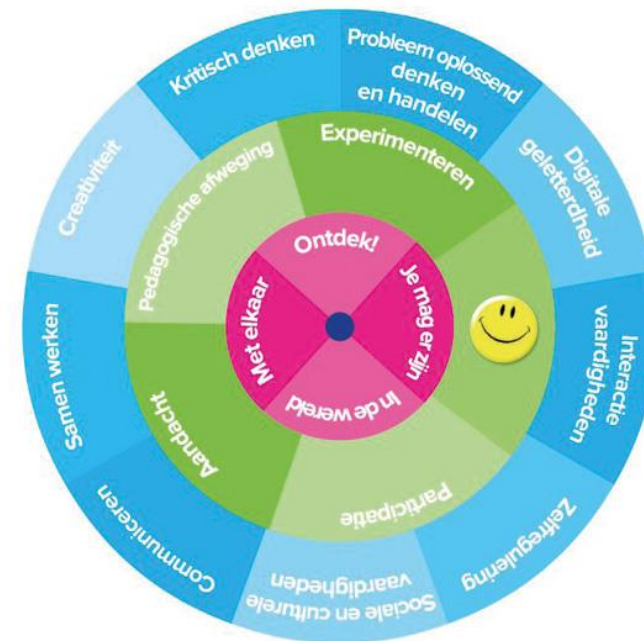 Kritisch denken
Probleem oplossend
denken
en handelen
Digitale
geletterdheid
Interactie
vaardigheden
Zelfregulering
Sociale en culturele
vaardigheden
Communiceren
Samen werken
Creativiteit
Pedagogische afweging
Experimenteren
Participatie
Aandacht
Ontdek!
Je mag er zijn
In de wereld
Met elkaar